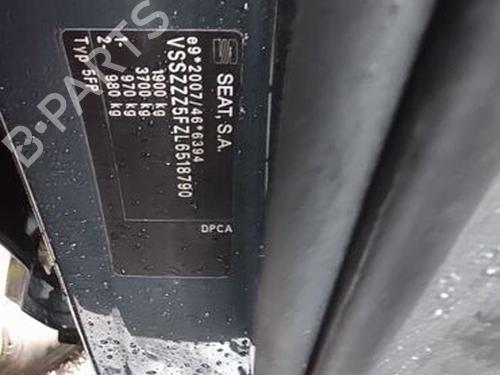 SEAT, S.A.
e9*2007/46*6394
VSSZZZ5FZL6518790
1900 kg
3700 kg
1- 970 kg
2- 980 kg
Typ 5FP
DPCA
B-PARTS